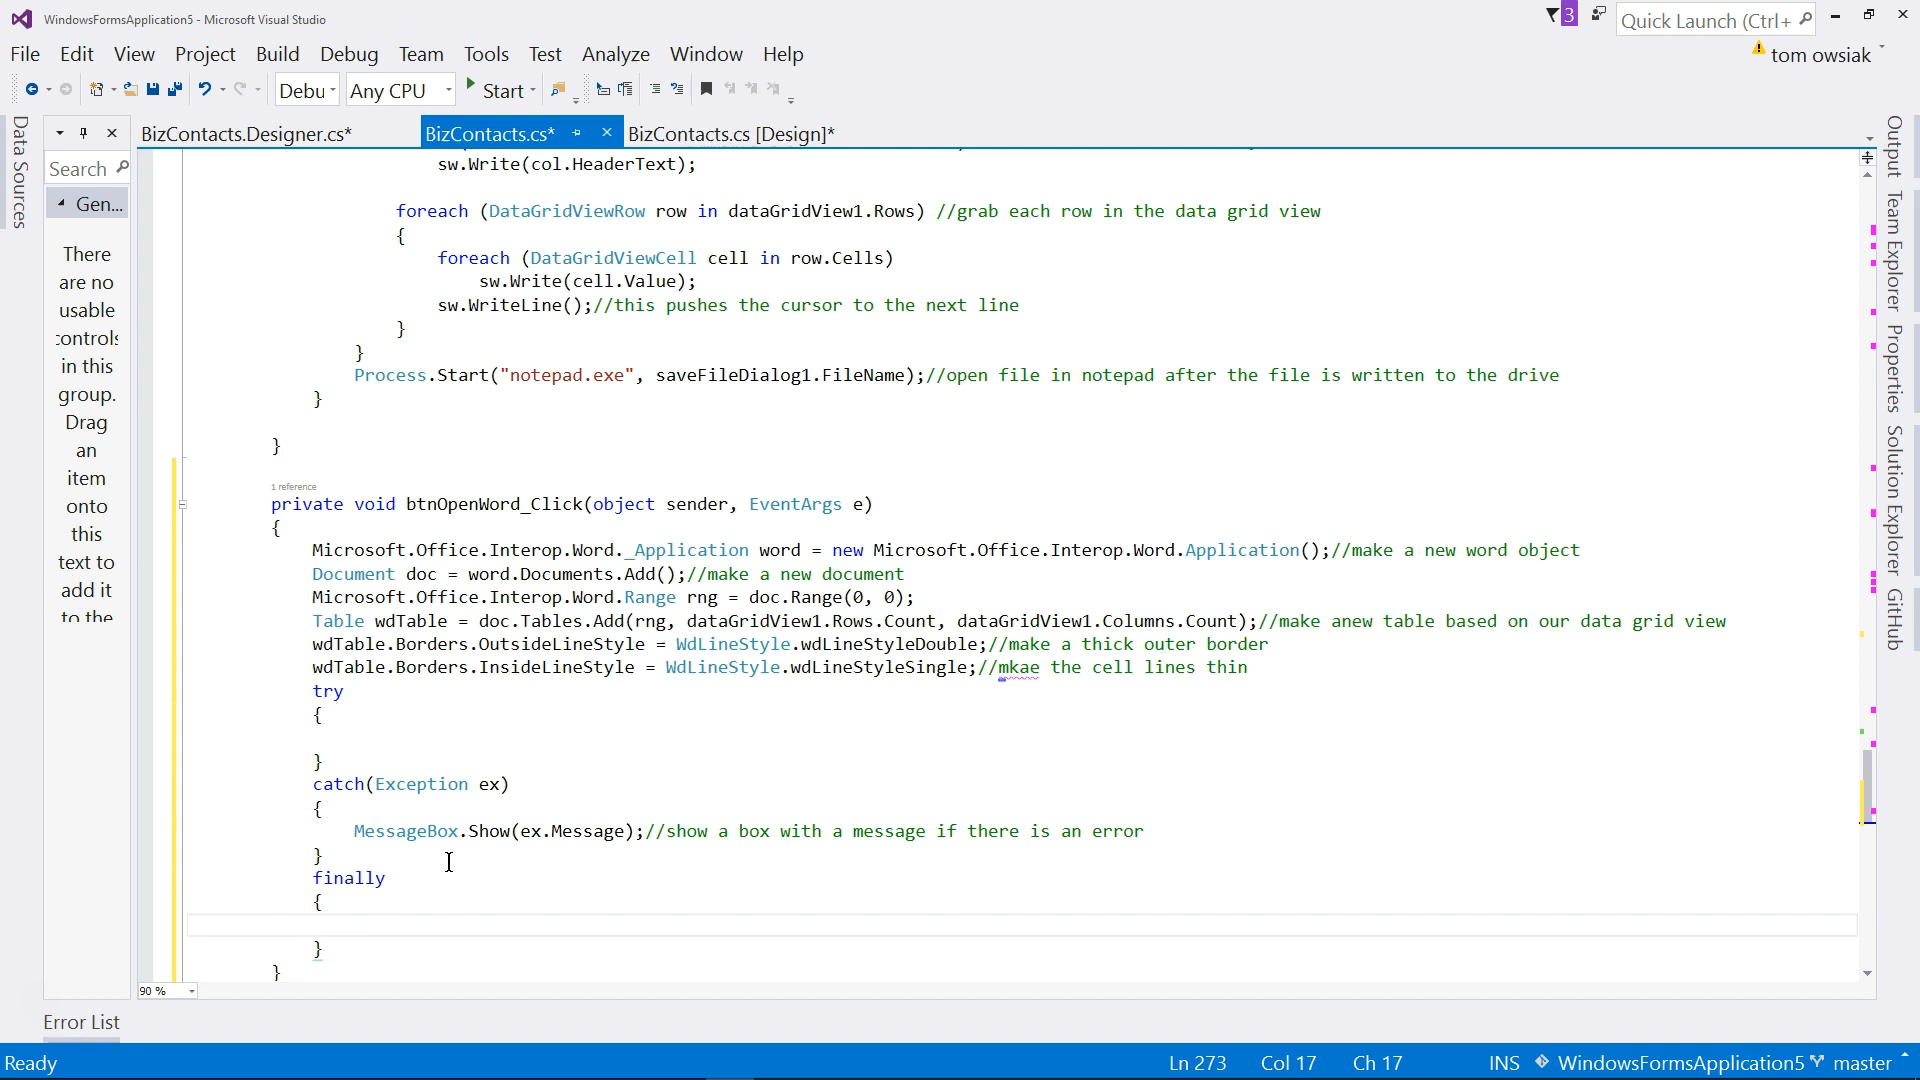 WindowsFormsApplication5 - Microsoft Visual Studio
3
Quick Launch (Ctrl+
File Edit View Project Build Debug Team Tools Test Analyze Window Help
tom owsiak
Debu Any CPU Start
Data Sources
BizContacts.Designer.cs* BizContacts.cs* BizContacts.cs [Design]*
Search
Gen...
There
are no
usable
controls
in this
group.
Drag
an
item
onto
this
text to
add it
to the
sw.Write(col.HeaderText);
foreach (DataGridViewRow row in dataGridView1.Rows) //grab each row in the data grid view
{
foreach (DataGridViewCell cell in row.Cells)
sw.Write(cell.Value);
sw.WriteLine();//this pushes the cursor to the next line
}
}
Process.Start("notepad.exe", saveFileDialog1.FileName);//open file in notepad after the file is written to the drive
}
}
1 reference
private void btnOpenWord_Click(object sender, EventArgs e)
{
Microsoft.Office.Interop.Word._Application word = new Microsoft.Office.Interop.Word.Application();//make a new word object
Document doc = word.Documents.Add();//make a new document
Microsoft.Office.Interop.Word.Range rng = doc.Range(0, 0);
Table wdTable = doc.Tables.Add(rng, dataGridView1.Rows.Count, dataGridView1.Columns.Count);//make anew table based on our data grid view
wdTable.Borders.OutsideLineStyle = WdLineStyle.wdLineStyleDouble;//make a thick outer border
wdTable.Borders.InsideLineStyle = WdLineStyle.wdLineStyleSingle;//mkae the cell lines thin
try
{
}
catch(Exception ex)
{
MessageBox.Show(ex.Message);//show a box with a message if there is an error
}
finally
{
}
}
90 %
Output
Team Explorer
Properties
Solution Explorer
GitHub
Error List
Ready Ln 273 Col 17 Ch 17 INS WindowsFormsApplication5 master